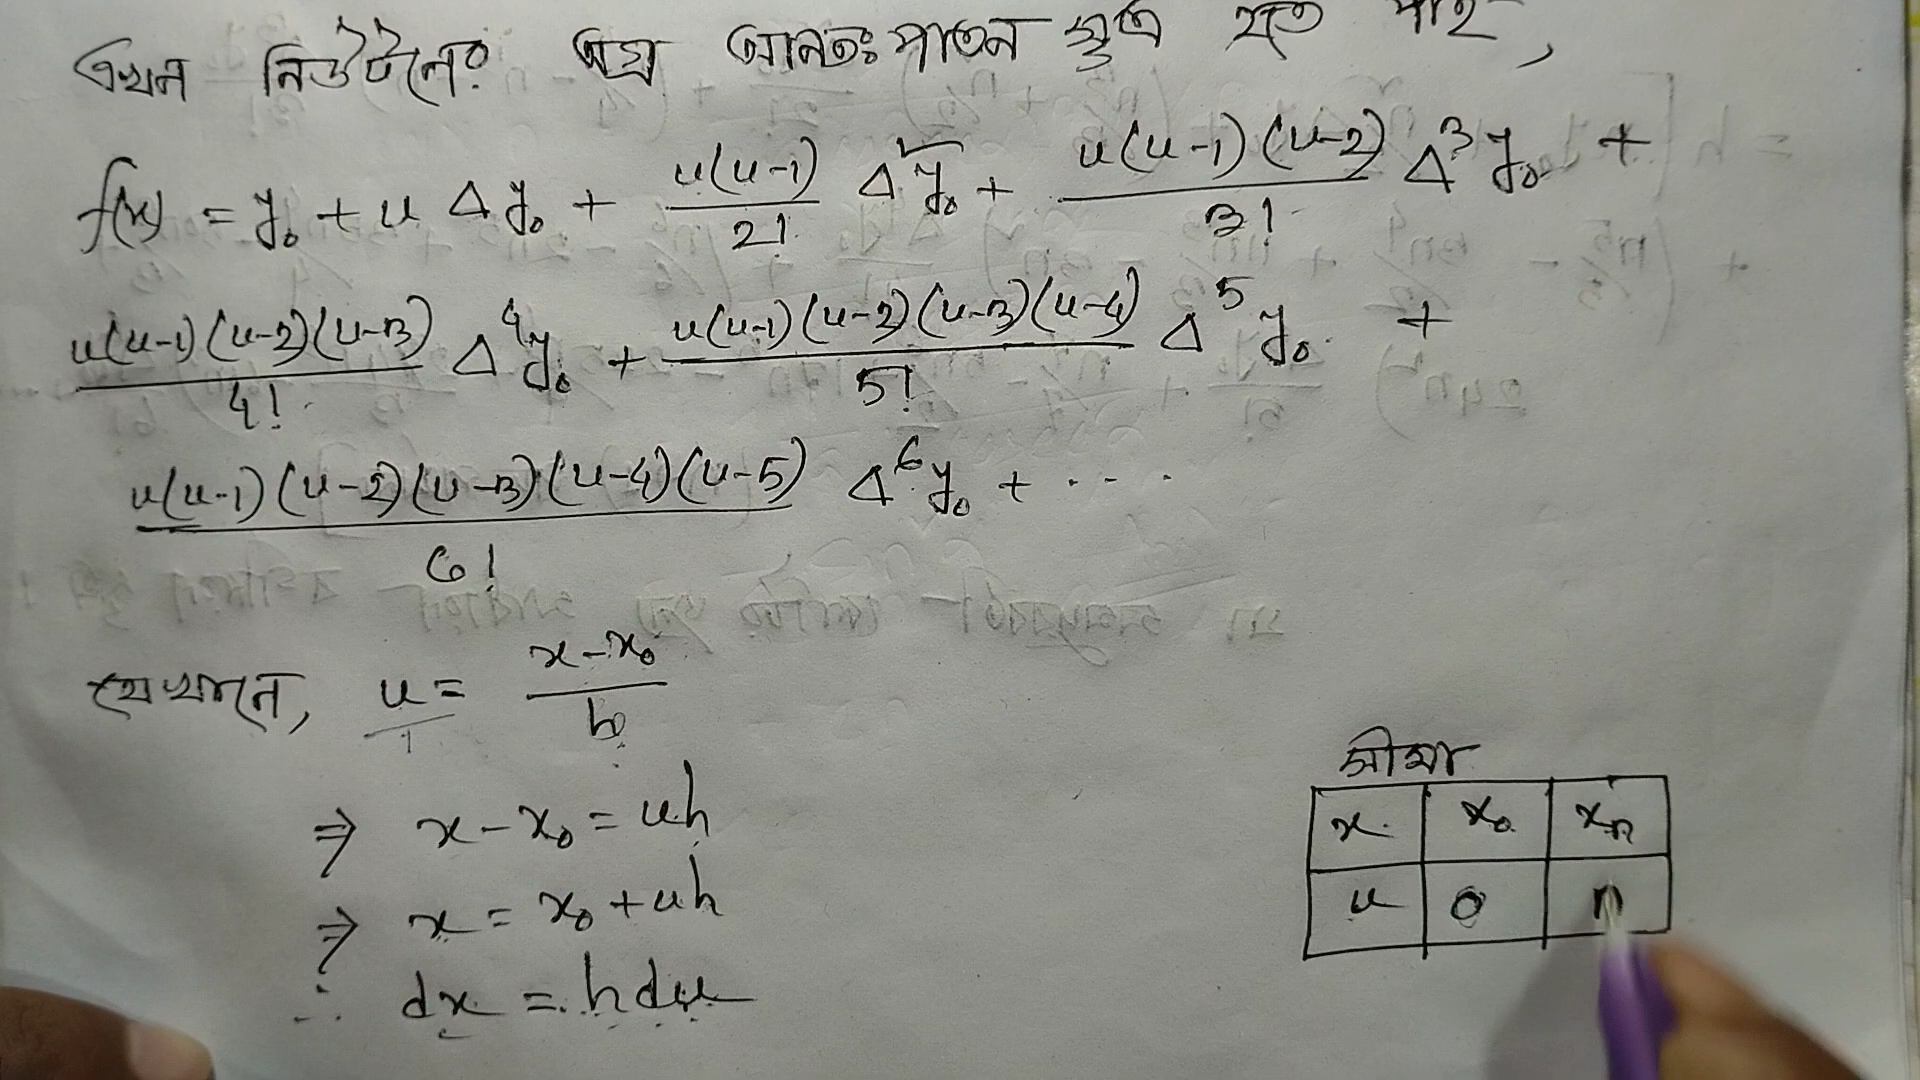 এখন নিউটনের অগ্র আনতঃপাতন সুত্র হতে পাই,
f(x) = y₀ + u Δy₀ + u(u-1)/2! Δ²y₀ + u(u-1)(u-2)/3! Δ³y₀ +
u(u-1)(u-2)(u-3)/4! Δ⁴y₀ + u(u-1)(u-2)(u-3)(u-4)/5! Δ⁵y₀ +
u(u-1)(u-2)(u-3)(u-4)(u-5)/6! Δ⁶y₀ + ....
যেখানে, u = x-x₀/h
⇒ x-x₀ = uh
⇒ x = x₀+uh
∴ dx = h du
সীমা
x x₀ xₙ
u 0 n